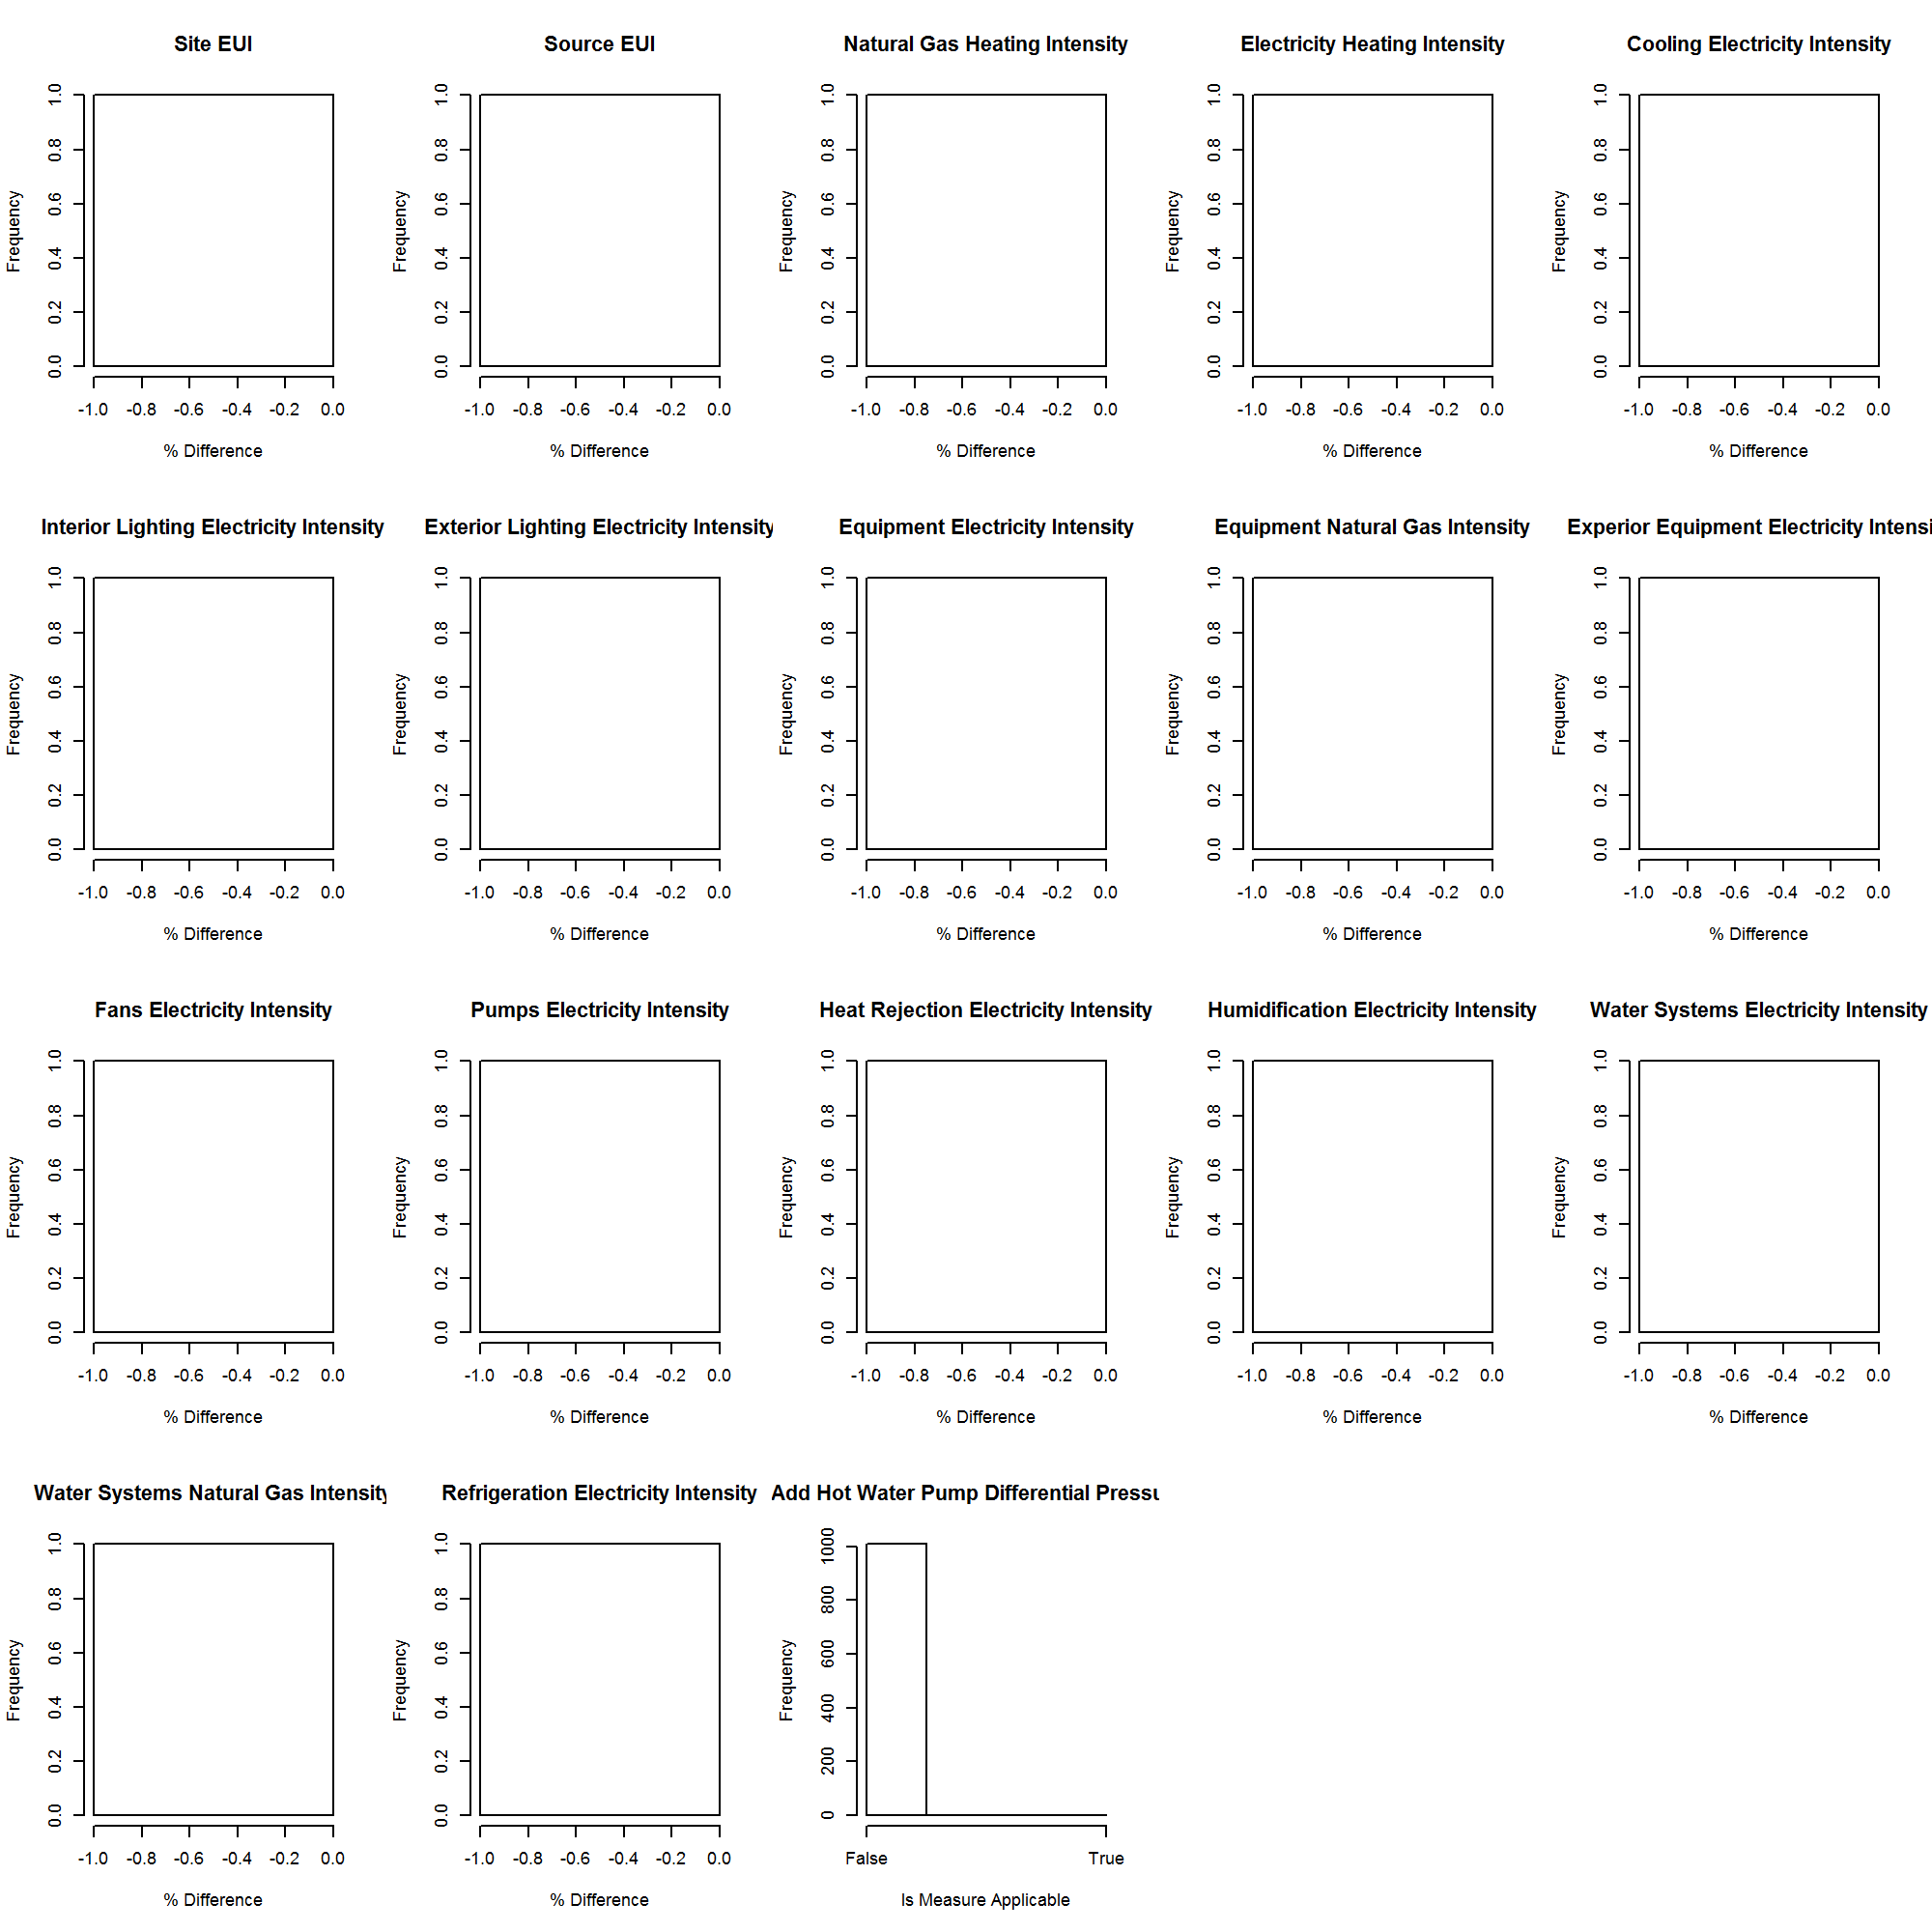 Site EUI
Source EUI
Natural Gas Heating Intensity
Electricity Heating Intensity
Cooling Electricity Intensity
Frequency
0.0 0.2 0.4 0.6 0.8 1.0
-1.0 -0.8 -0.6 -0.4 -0.2 0.0
% Difference
Frequency
0.0 0.2 0.4 0.6 0.8 1.0
-1.0 -0.8 -0.6 -0.4 -0.2 0.0
% Difference
Frequency
0.0 0.2 0.4 0.6 0.8 1.0
-1.0 -0.8 -0.6 -0.4 -0.2 0.0
% Difference
Frequency
0.0 0.2 0.4 0.6 0.8 1.0
-1.0 -0.8 -0.6 -0.4 -0.2 0.0
% Difference
Frequency
0.0 0.2 0.4 0.6 0.8 1.0
-1.0 -0.8 -0.6 -0.4 -0.2 0.0
% Difference
Interior Lighting Electricity Intensity
Exterior Lighting Electricity Intensity
Equipment Electricity Intensity
Equipment Natural Gas Intensity
Experior Equipment Electricity Intensi
Frequency
0.0 0.2 0.4 0.6 0.8 1.0
-1.0 -0.8 -0.6 -0.4 -0.2 0.0
% Difference
Frequency
0.0 0.2 0.4 0.6 0.8 1.0
-1.0 -0.8 -0.6 -0.4 -0.2 0.0
% Difference
Frequency
0.0 0.2 0.4 0.6 0.8 1.0
-1.0 -0.8 -0.6 -0.4 -0.2 0.0
% Difference
Frequency
0.0 0.2 0.4 0.6 0.8 1.0
-1.0 -0.8 -0.6 -0.4 -0.2 0.0
% Difference
Frequency
0.0 0.2 0.4 0.6 0.8 1.0
-1.0 -0.8 -0.6 -0.4 -0.2 0.0
% Difference
Fans Electricity Intensity
Pumps Electricity Intensity
Heat Rejection Electricity Intensity
Humidification Electricity Intensity
Water Systems Electricity Intensity
Frequency
0.0 0.2 0.4 0.6 0.8 1.0
-1.0 -0.8 -0.6 -0.4 -0.2 0.0
% Difference
Frequency
0.0 0.2 0.4 0.6 0.8 1.0
-1.0 -0.8 -0.6 -0.4 -0.2 0.0
% Difference
Frequency
0.0 0.2 0.4 0.6 0.8 1.0
-1.0 -0.8 -0.6 -0.4 -0.2 0.0
% Difference
Frequency
0.0 0.2 0.4 0.6 0.8 1.0
-1.0 -0.8 -0.6 -0.4 -0.2 0.0
% Difference
Frequency
0.0 0.2 0.4 0.6 0.8 1.0
-1.0 -0.8 -0.6 -0.4 -0.2 0.0
% Difference
Water Systems Natural Gas Intensity
Refrigeration Electricity Intensity
Add Hot Water Pump Differential Pressu
Frequency
0.0 0.2 0.4 0.6 0.8 1.0
-1.0 -0.8 -0.6 -0.4 -0.2 0.0
% Difference
Frequency
0.0 0.2 0.4 0.6 0.8 1.0
-1.0 -0.8 -0.6 -0.4 -0.2 0.0
% Difference
Frequency
0 200 400 600 800 1000
False True
Is Measure Applicable